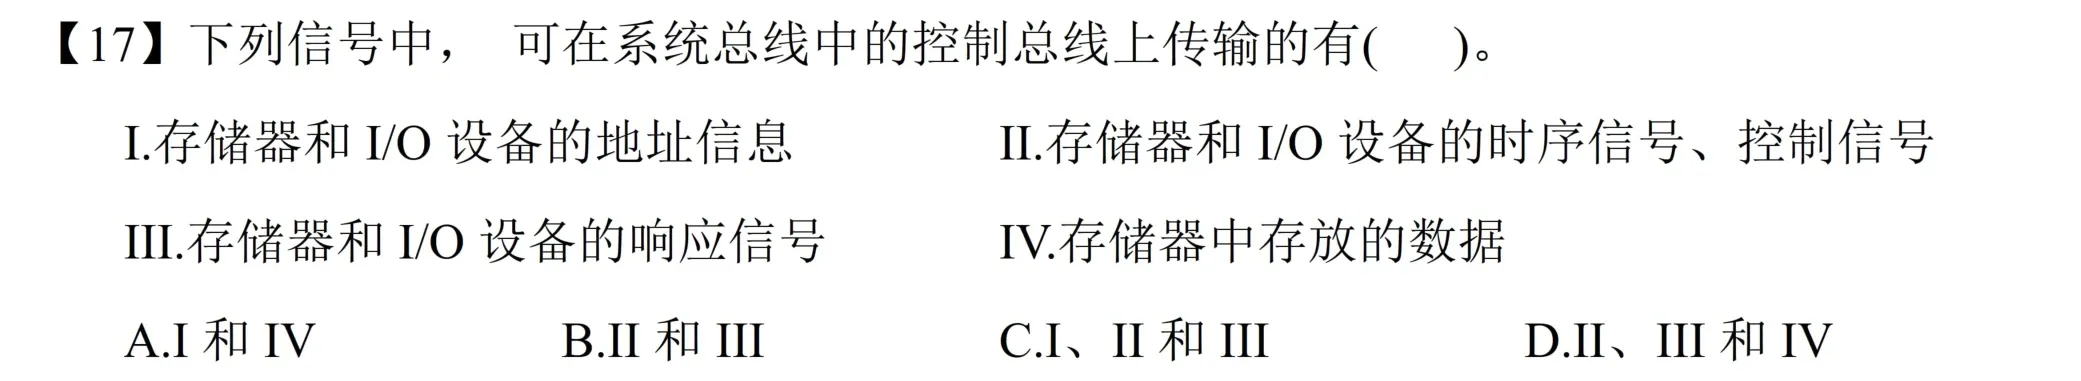 【17】下列信号中， 可在系统总线中的控制总线上传输的有(  )。
I.存储器和 I/O 设备的地址信息 II.存储器和 I/O 设备的时序信号、控制信号
III.存储器和 I/O 设备的响应信号 IV.存储器中存放的数据
A.I 和 IV B.II 和 III C.I、II 和 III D.II、III 和 IV